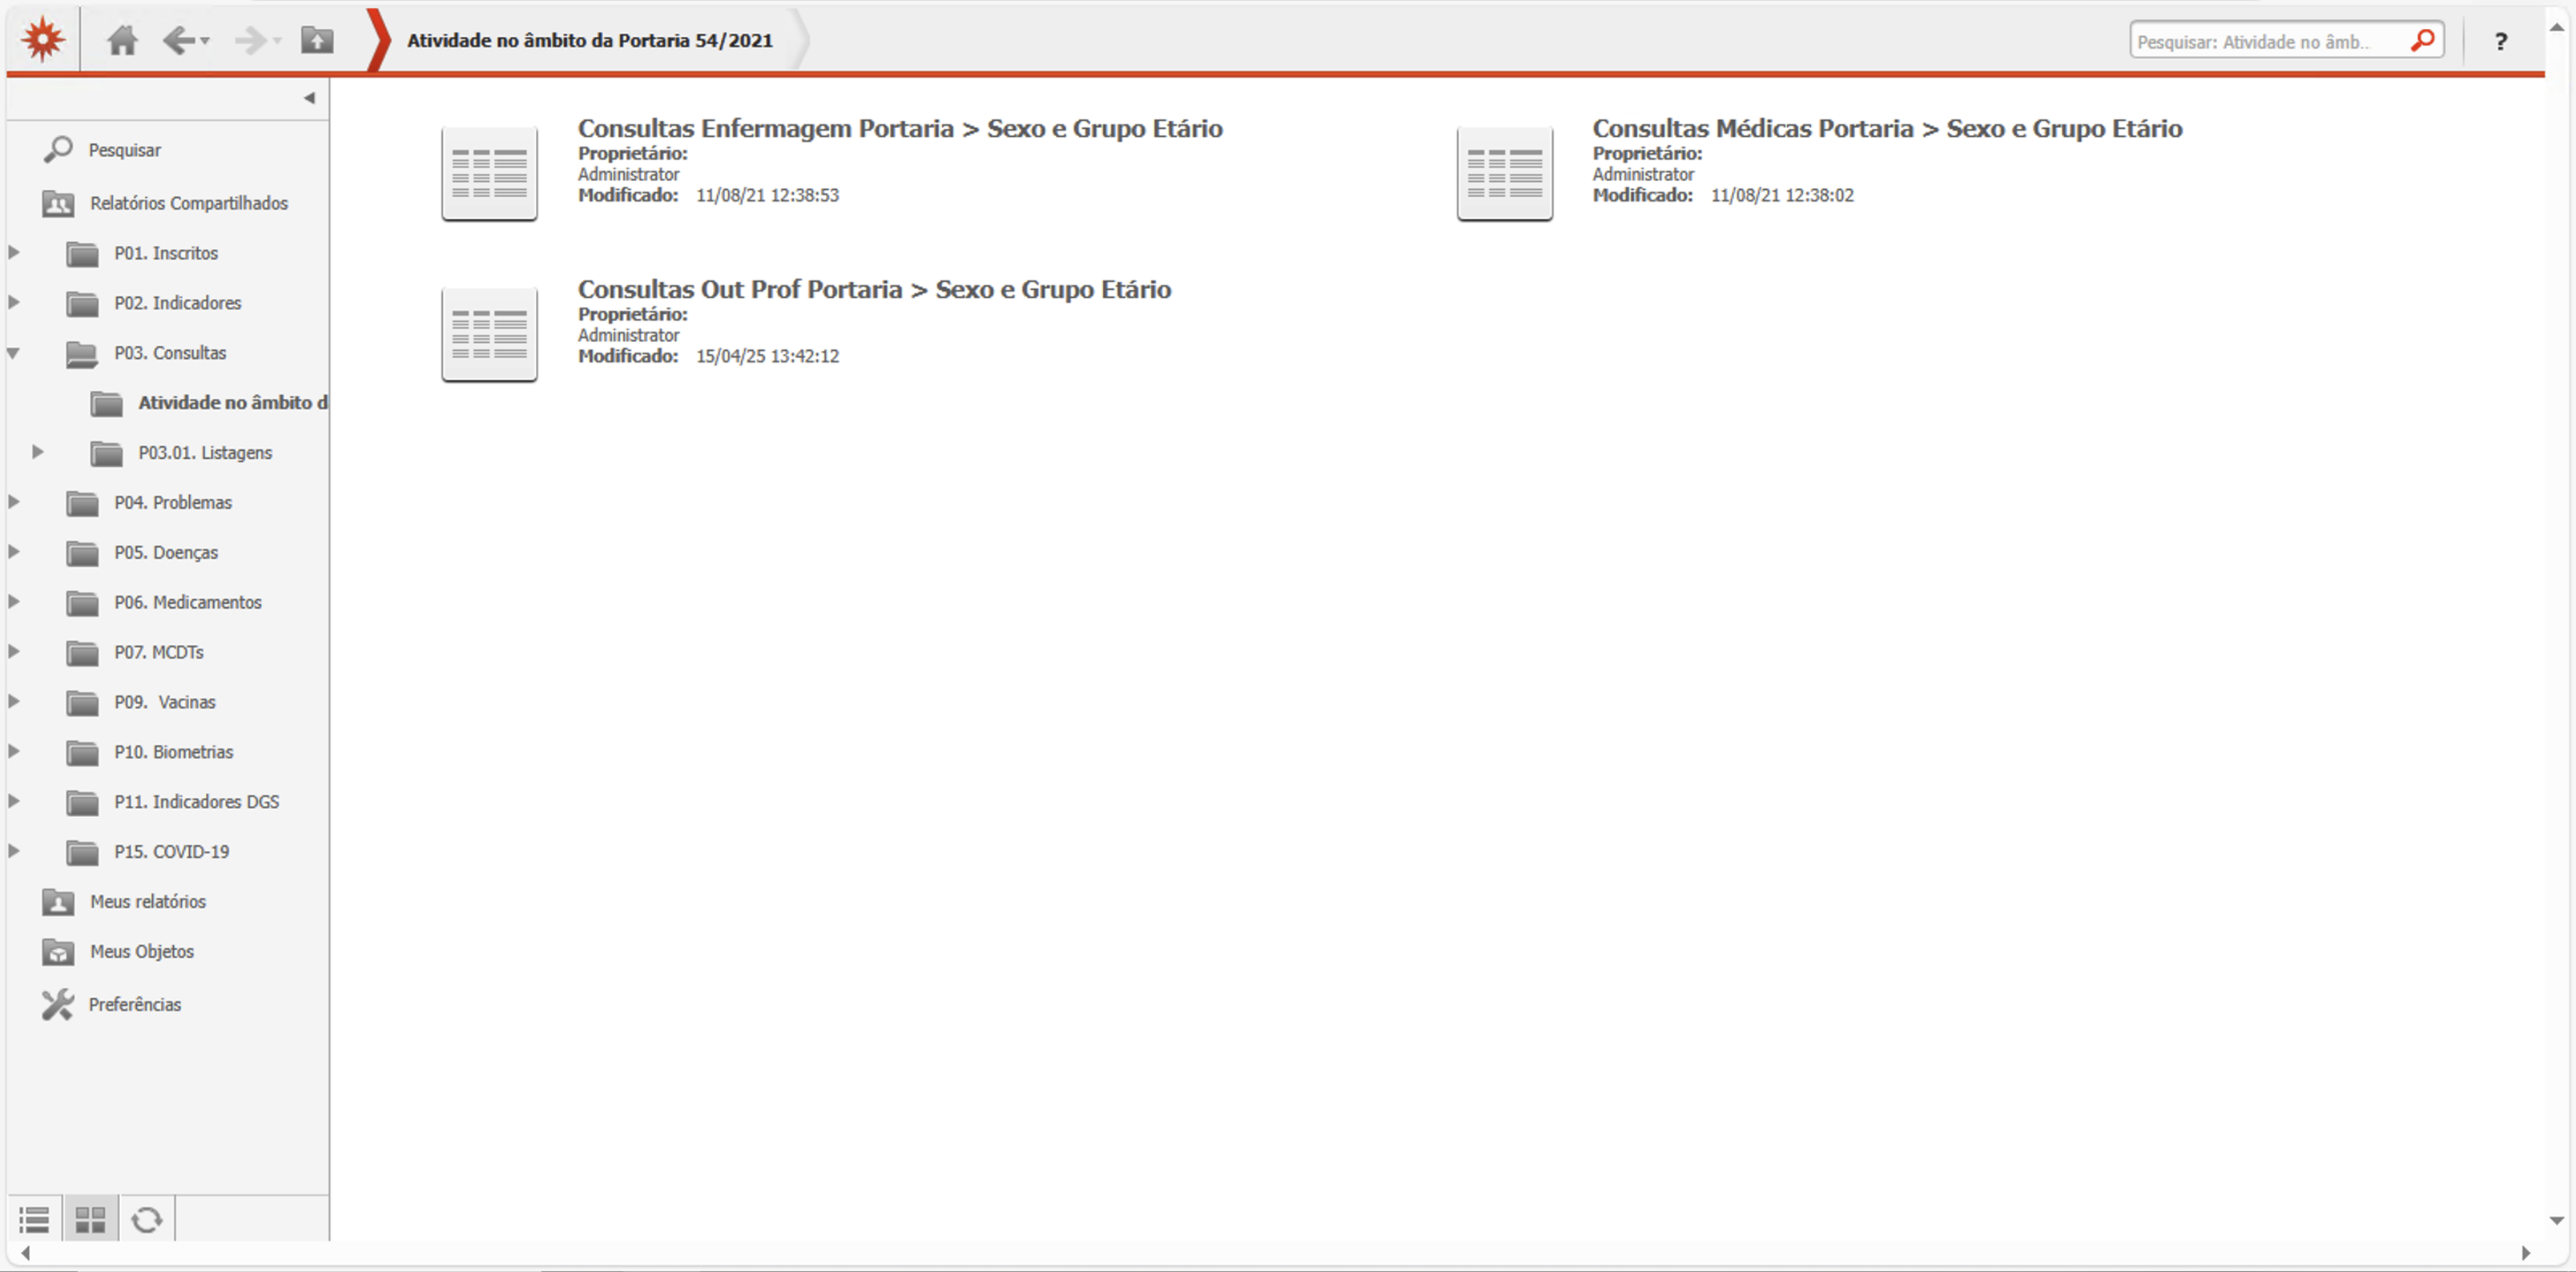 Atividade no âmbito da Portaria 54/2021
Pesquisar: Atividade no âmb...
?
Pesquisar
Relatórios Compartilhados
P01. Inscritos
P02. Indicadores
P03. Consultas
Atividade no âmbito d
P03.01. Listagens
P04. Problemas
P05. Doenças
P06. Medicamentos
P07. MCDTs
P09.  Vacinas
P10. Biometrias
P11. Indicadores DGS
P15. COVID-19
Meus relatórios
Meus Objetos
Preferências
Consultas Enfermagem Portaria > Sexo e Grupo Etário
Proprietário:
Administrator
Modificado: 11/08/21 12:38:53
Consultas Médicas Portaria > Sexo e Grupo Etário
Proprietário:
Administrator
Modificado: 11/08/21 12:38:02
Consultas Out Prof Portaria > Sexo e Grupo Etário
Proprietário:
Administrator
Modificado: 15/04/25 13:42:12